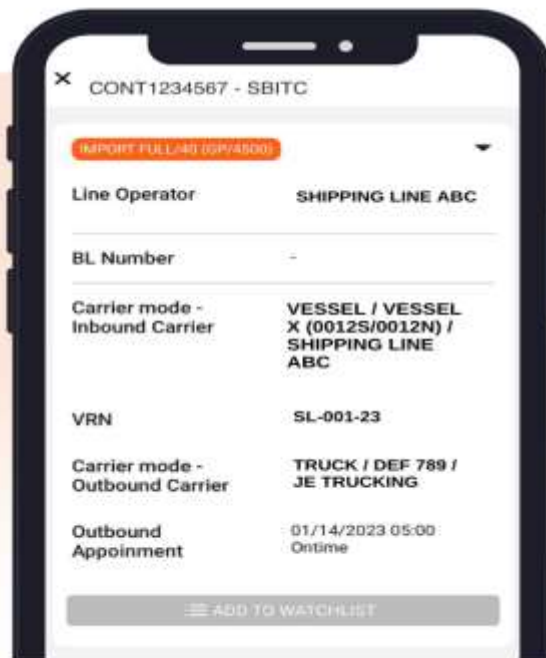 × CONT1234567 - SBITC
IMPORT FULL/40 (GP/4500)
Line Operator SHIPPING LINE ABC
BL Number -
Carrier mode - VESSEL / VESSEL
Inbound Carrier X (0012S/0012N) /
SHIPPING LINE
ABC
VRN SL-001-23
Carrier mode - TRUCK / DEF 789 /
Outbound Carrier JE TRUCKING
Outbound 01/14/2023 05:00
Appoinment Ontime
ADD TO WATCHLIST